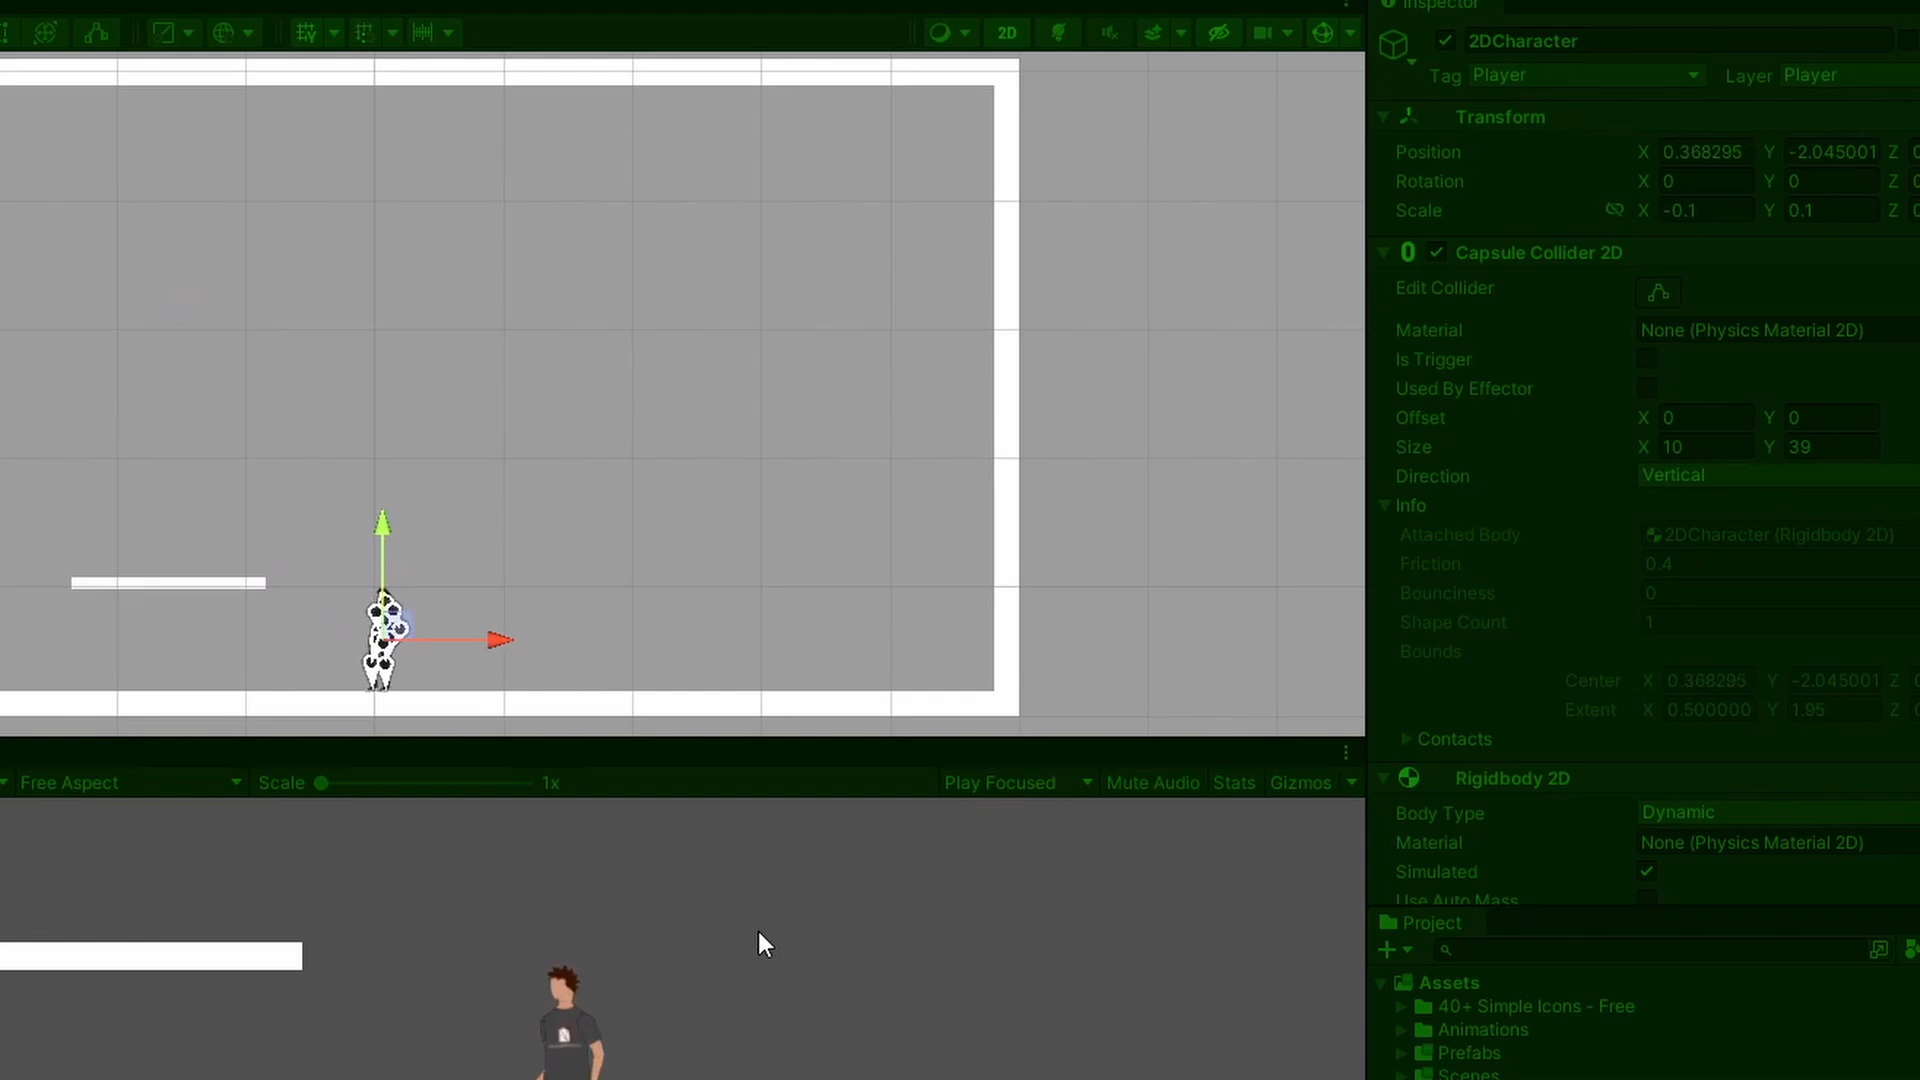 Inspector
2D
2DCharacter
Tag Player Layer Player
Transform
Position X 0.368295 Y -2.045001 Z
Rotation X 0 Y 0 Z
Scale X -0.1 Y 0.1 Z
Capsule Collider 2D
Edit Collider
Material None (Physics Material 2D)
Is Trigger
Used By Effector
Offset X 0 Y 0
Size X 10 Y 39
Direction Vertical
Info
Attached Body 2DCharacter (Rigidbody 2D)
Friction 0.4
Bounciness 0
Shape Count 1
Bounds
Center X 0.368295 Y -2.045001 Z
Extent X 0.500000 Y 1.95 Z
Contacts
Free Aspect Scale 1x Play Focused Mute Audio Stats Gizmos
Rigidbody 2D
Body Type Dynamic
Material None (Physics Material 2D)
Simulated
Use Auto Mass
Project
Assets
40+ Simple Icons - Free
Animations
Prefabs
Scenes